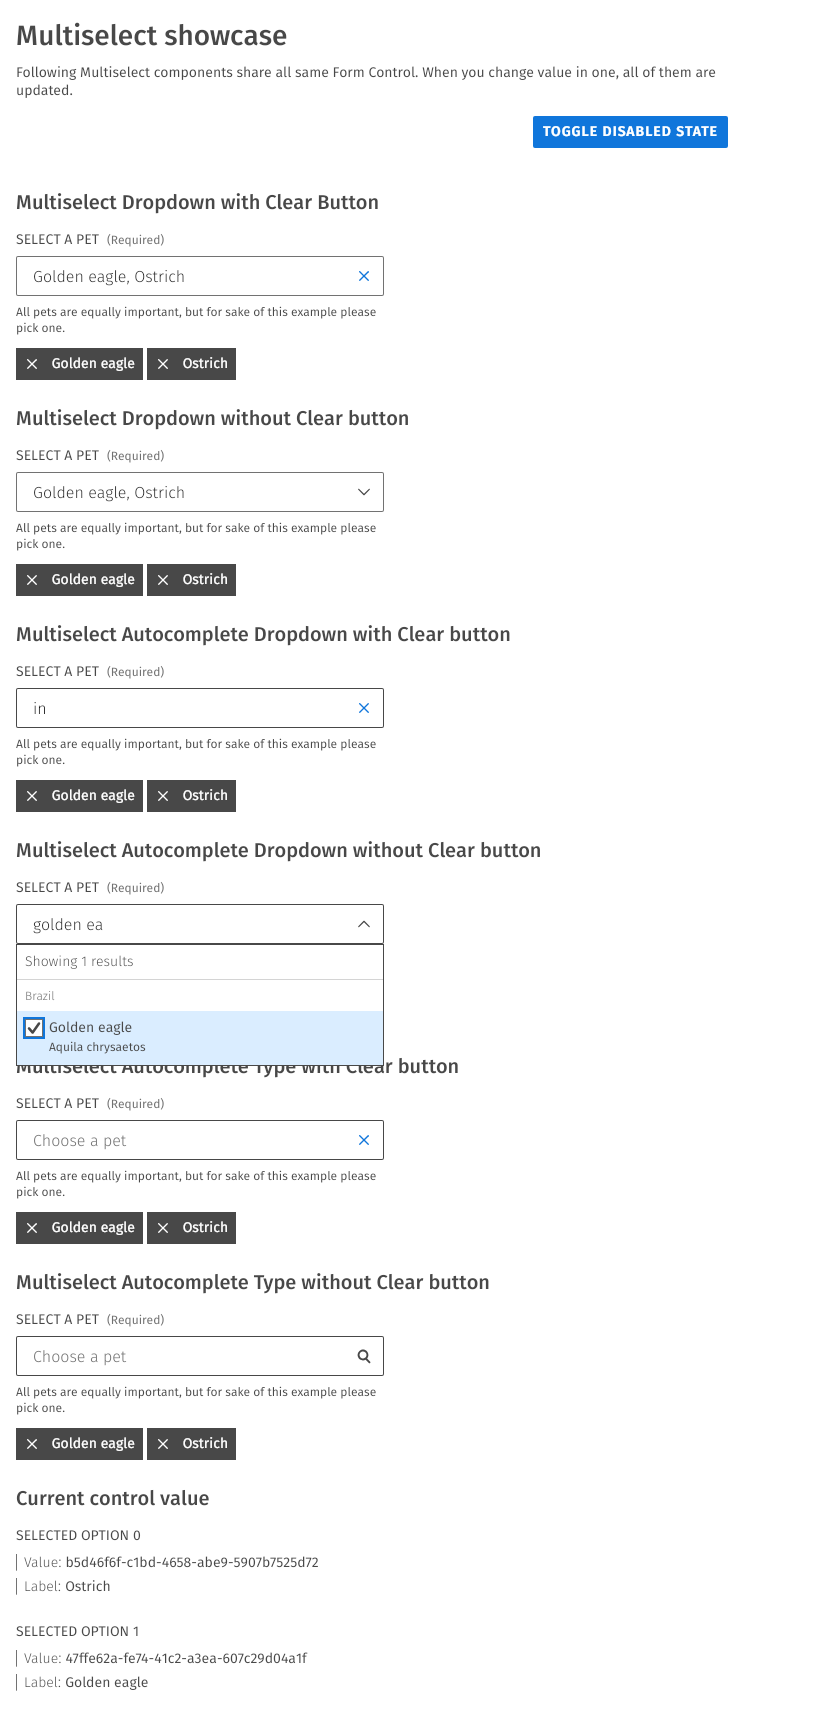 Multiselect showcase
Following Multiselect components share all same Form Control. When you change value in one, all of them are
updated.
TOGGLE DISABLED STATE
Multiselect Dropdown with Clear Button
SELECT A PET (Required)
Golden eagle, Ostrich
All pets are equally important, but for sake of this example please
pick one.
Golden eagle Ostrich
Multiselect Dropdown without Clear button
SELECT A PET (Required)
Golden eagle, Ostrich
All pets are equally important, but for sake of this example please
pick one.
Golden eagle Ostrich
Multiselect Autocomplete Dropdown with Clear button
SELECT A PET (Required)
in
All pets are equally important, but for sake of this example please
pick one.
Golden eagle Ostrich
Multiselect Autocomplete Dropdown without Clear button
SELECT A PET (Required)
golden ea
Showing 1 results
Brazil
Golden eagle
Aquila chrysaetos
Multiselect Autocomplete Type with Clear button
SELECT A PET (Required)
Choose a pet
All pets are equally important, but for sake of this example please
pick one.
Golden eagle Ostrich
Multiselect Autocomplete Type without Clear button
SELECT A PET (Required)
Choose a pet
All pets are equally important, but for sake of this example please
pick one.
Golden eagle Ostrich
Current control value
SELECTED OPTION 0
Value: b5d46f6f-c1bd-4658-abe9-5907b7525d72
Label: Ostrich
SELECTED OPTION 1
Value: 47ffe62a-fe74-41c2-a3ea-607c29d04a1f
Label: Golden eagle